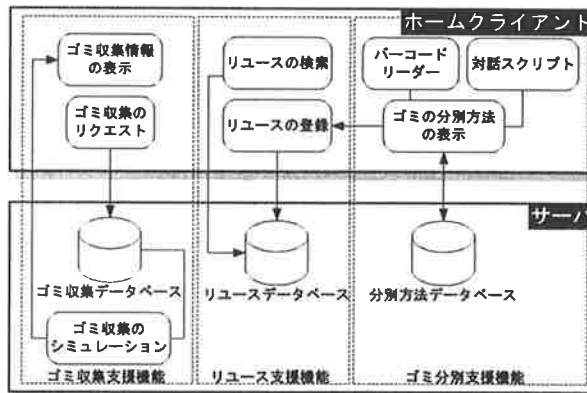 ホームクライアント
ゴミ収集情報
の表示
ゴミ収集の
リクエスト
リユースの検索
リユースの登録
バーコード
リーダー
対話スクリプト
ゴミの分別方法
の表示
サーバ
ゴミ収集データベース
ゴミ収集の
シミュレーション
リユースデータベース
分別方法データベース
ゴミ収集支援機能
リユース支援機能
ゴミ分別支援機能